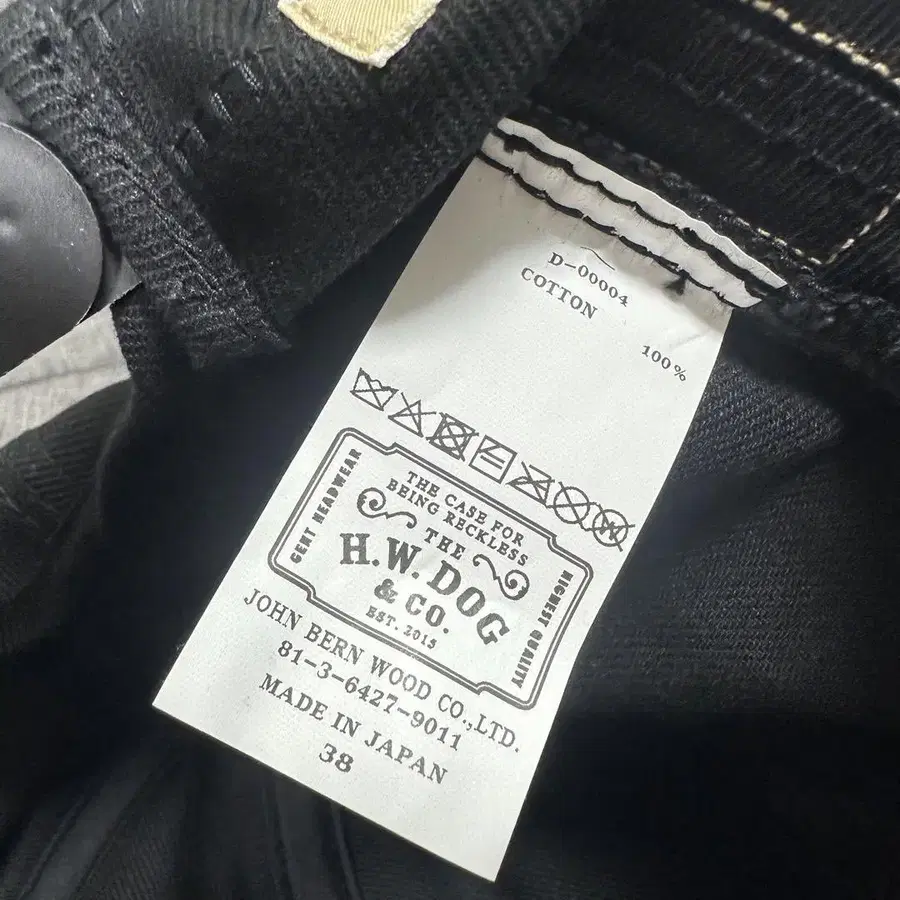 D-00004
COTTON
100%
THE CASE FOR
BEING RECKLESS
THE
H.W. DOG
& CO.
EST. 2015
GENT HEADWEAR
HIGHEST QUALITY
JOHN BERN WOOD CO.,LTD.
81-3-6427-9011
MADE IN JAPAN
38